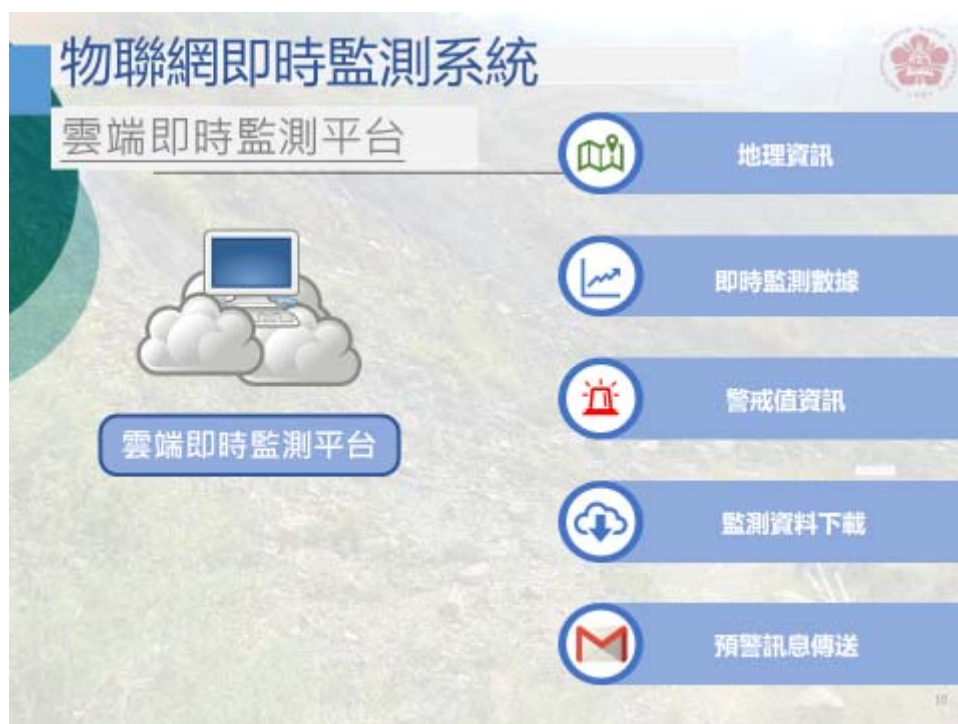 物聯網即時監測系統
雲端即時監測平台
地理資訊
即時監測數據
警戒值資訊
雲端即時監測平台
監測資料下載
預警訊息傳送
10